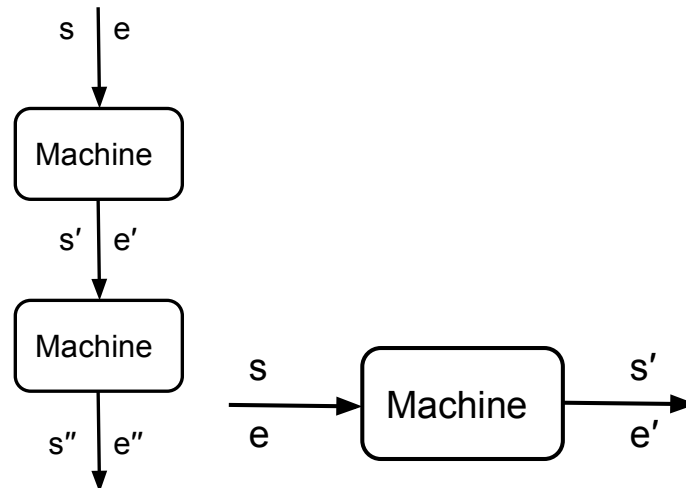 s e
Machine
s′ e′
Machine
s″ e″
s
e
Machine
s′
e′